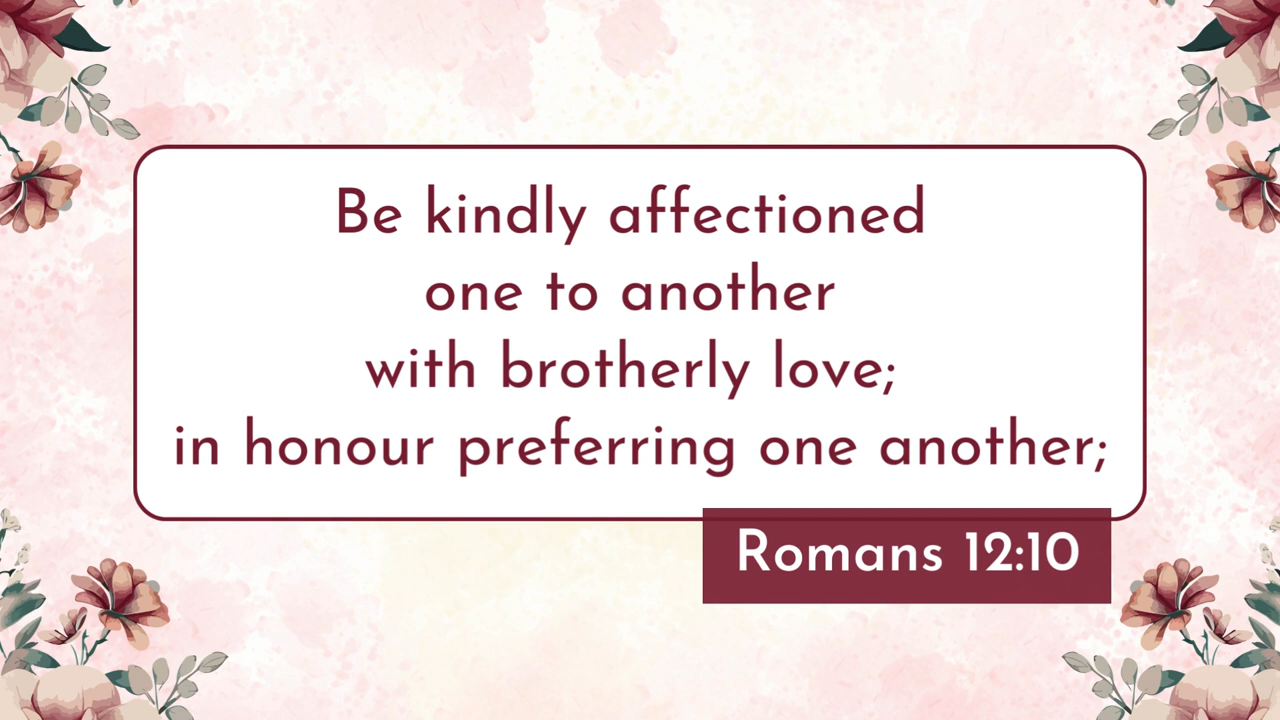 Be kindly affectioned
one to another
with brotherly love;
in honour preferring one another;
Romans 12:10